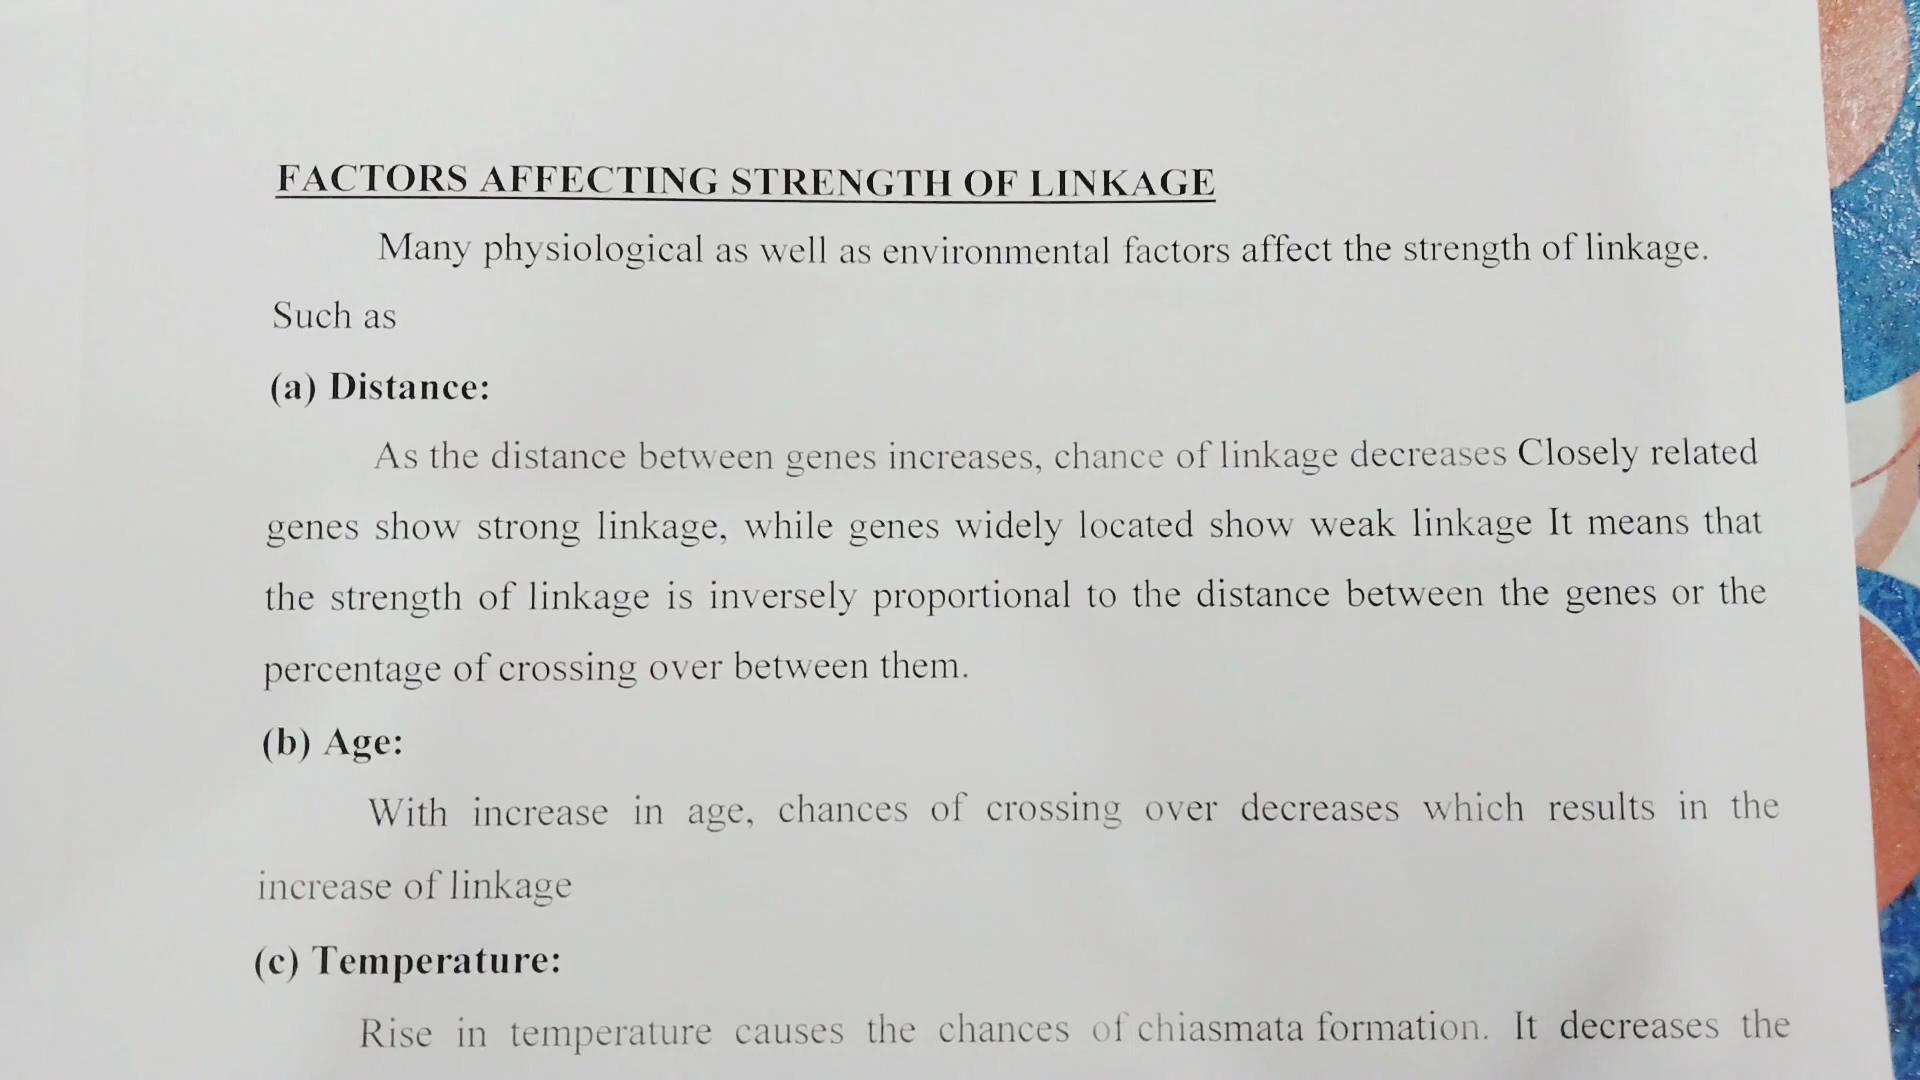 FACTORS AFFECTING STRENGTH OF LINKAGE
Many physiological as well as environmental factors affect the strength of linkage.
Such as
(a) Distance:
As the distance between genes increases, chance of linkage decreases Closely related
genes show strong linkage, while genes widely located show weak linkage It means that
the strength of linkage is inversely proportional to the distance between the genes or the
percentage of crossing over between them.
(b) Age:
With increase in age, chances of crossing over decreases which results in the
increase of linkage
(c) Temperature:
Rise in temperature causes the chances of chiasmata formation. It decreases the